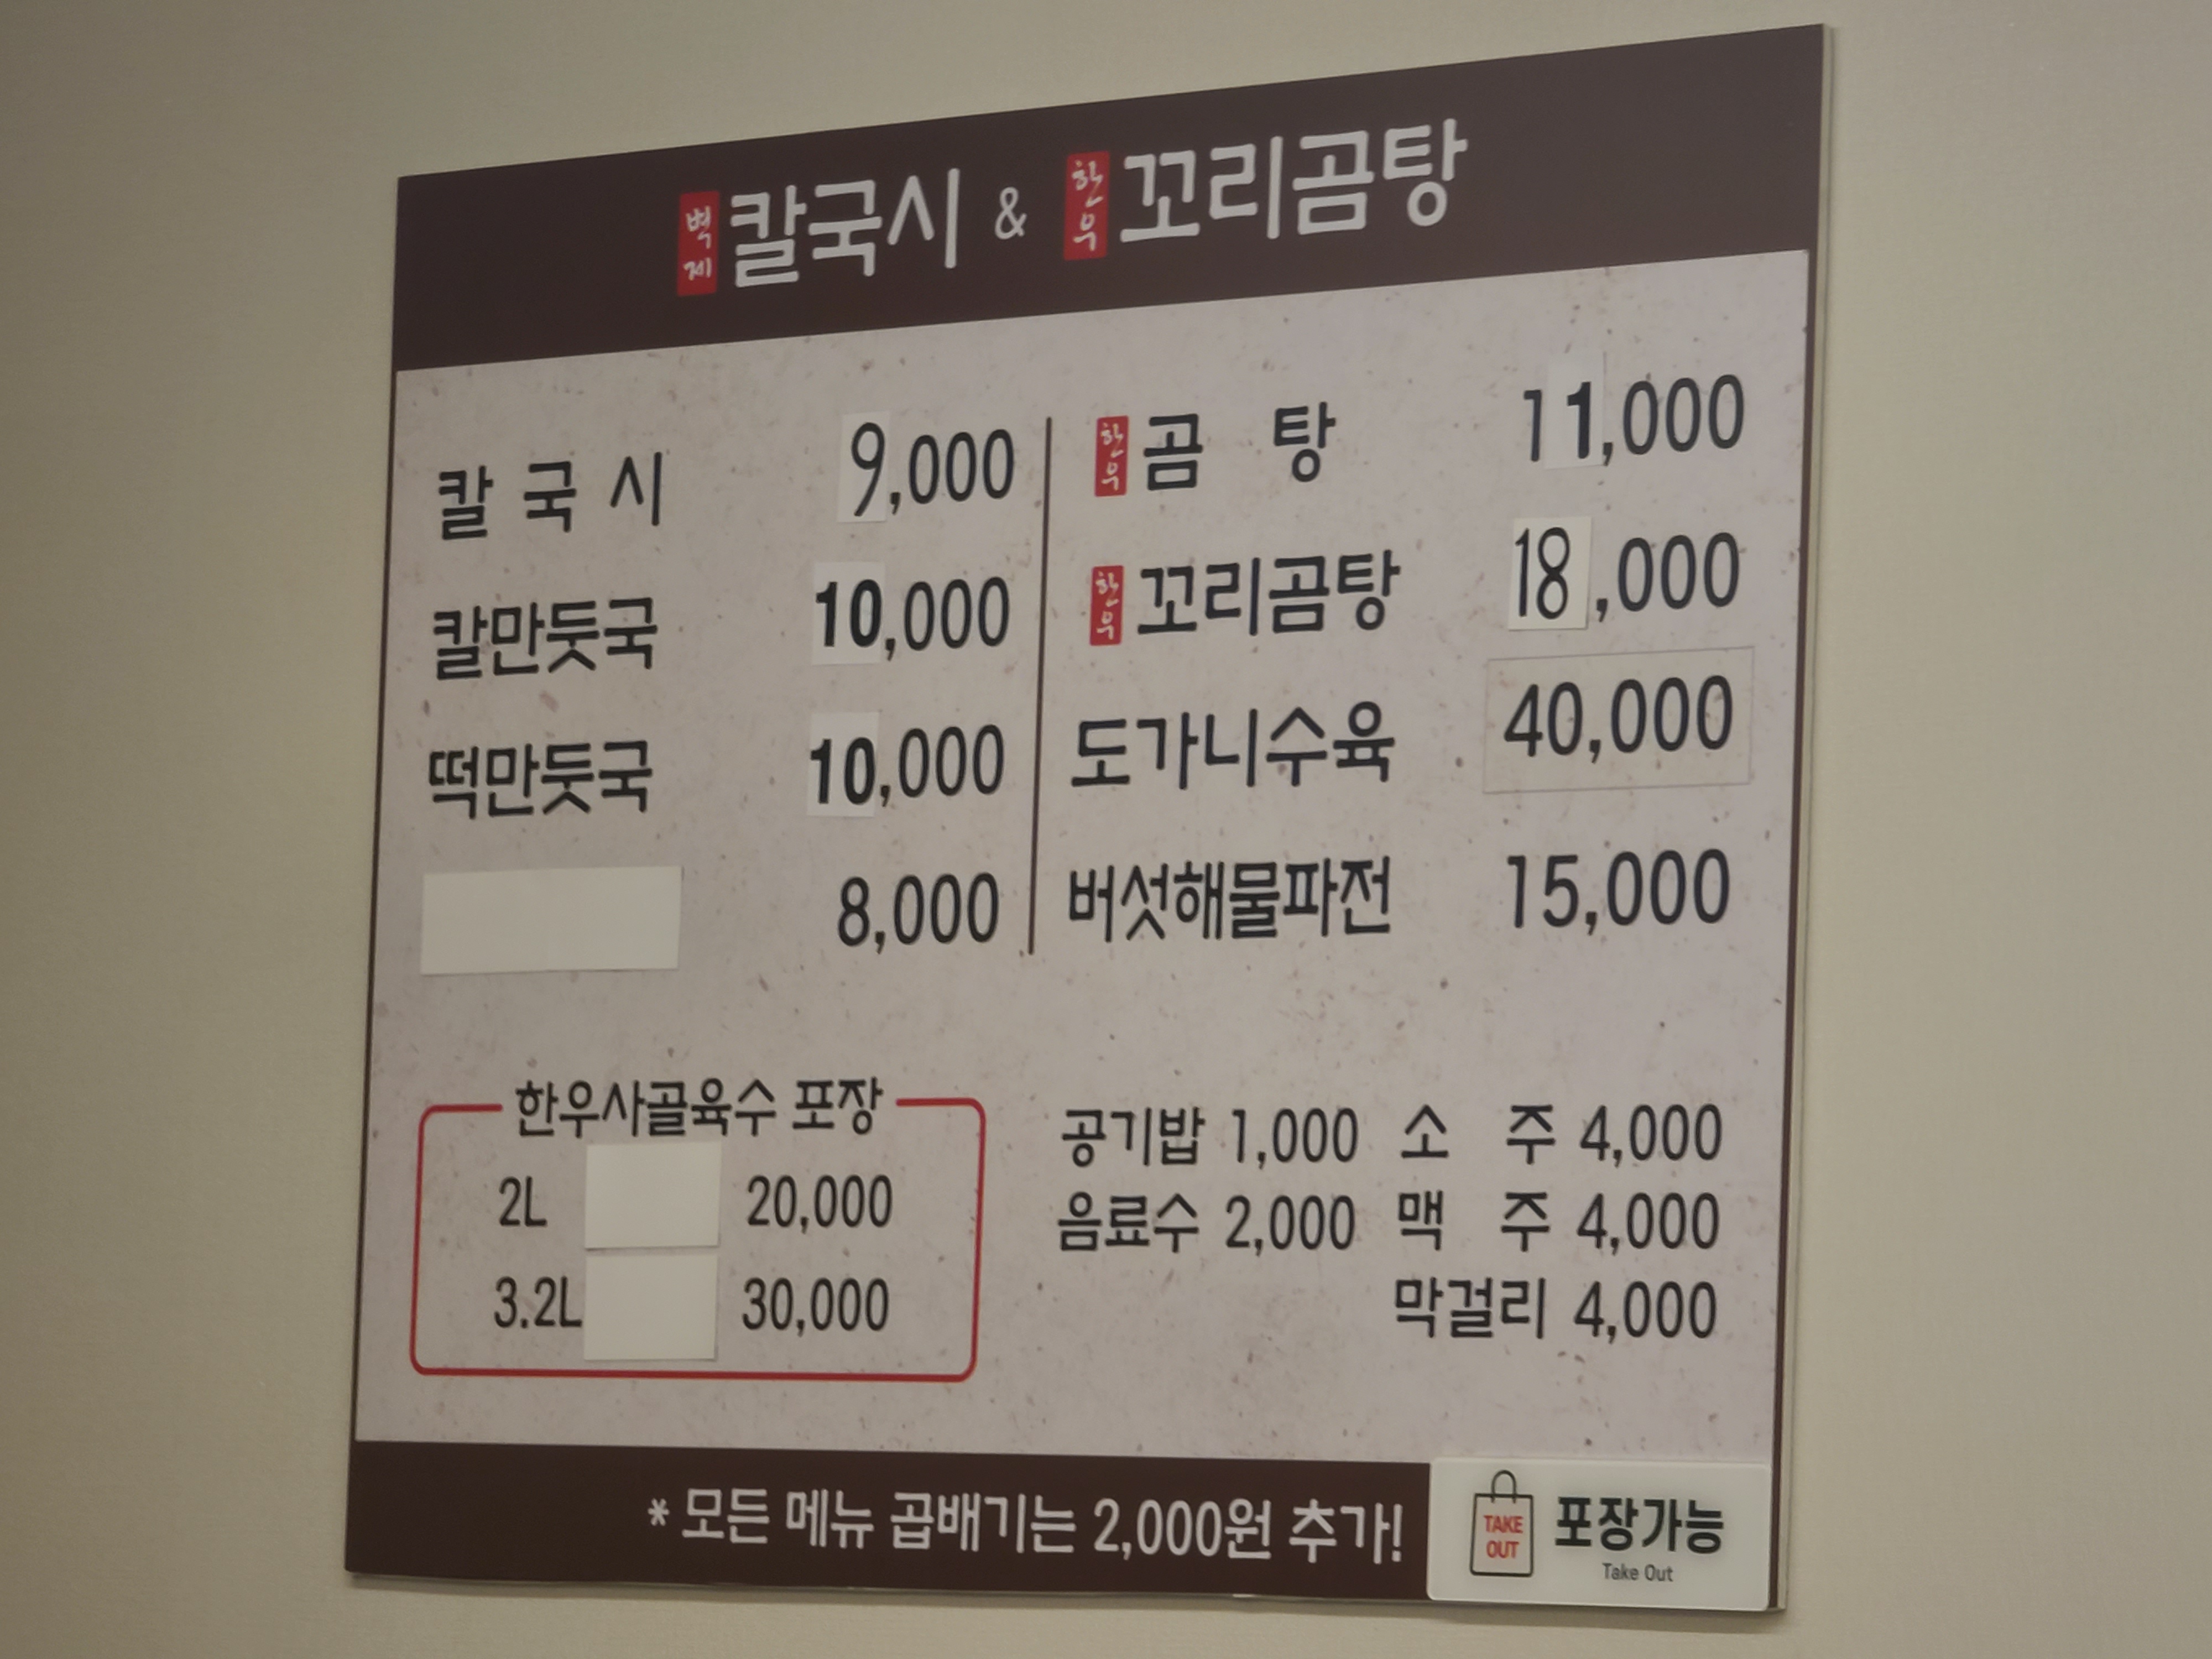 벽제 칼국시 & 한우 꼬리곰탕
칼국시 9,000
칼만둣국 10,000
떡만둣국 10,000
8,000
한우 곰탕 11,000
한우 꼬리곰탕 18,000
도가니수육 40,000
버섯해물파전 15,000
한우사골육수 포장
2L 20,000
3.2L 30,000
공기밥 1,000 소주 4,000
음료수 2,000 맥주 4,000
막걸리 4,000
* 모든 메뉴 곱배기는 2,000원 추가!
TAKE OUT
포장가능
Take Out